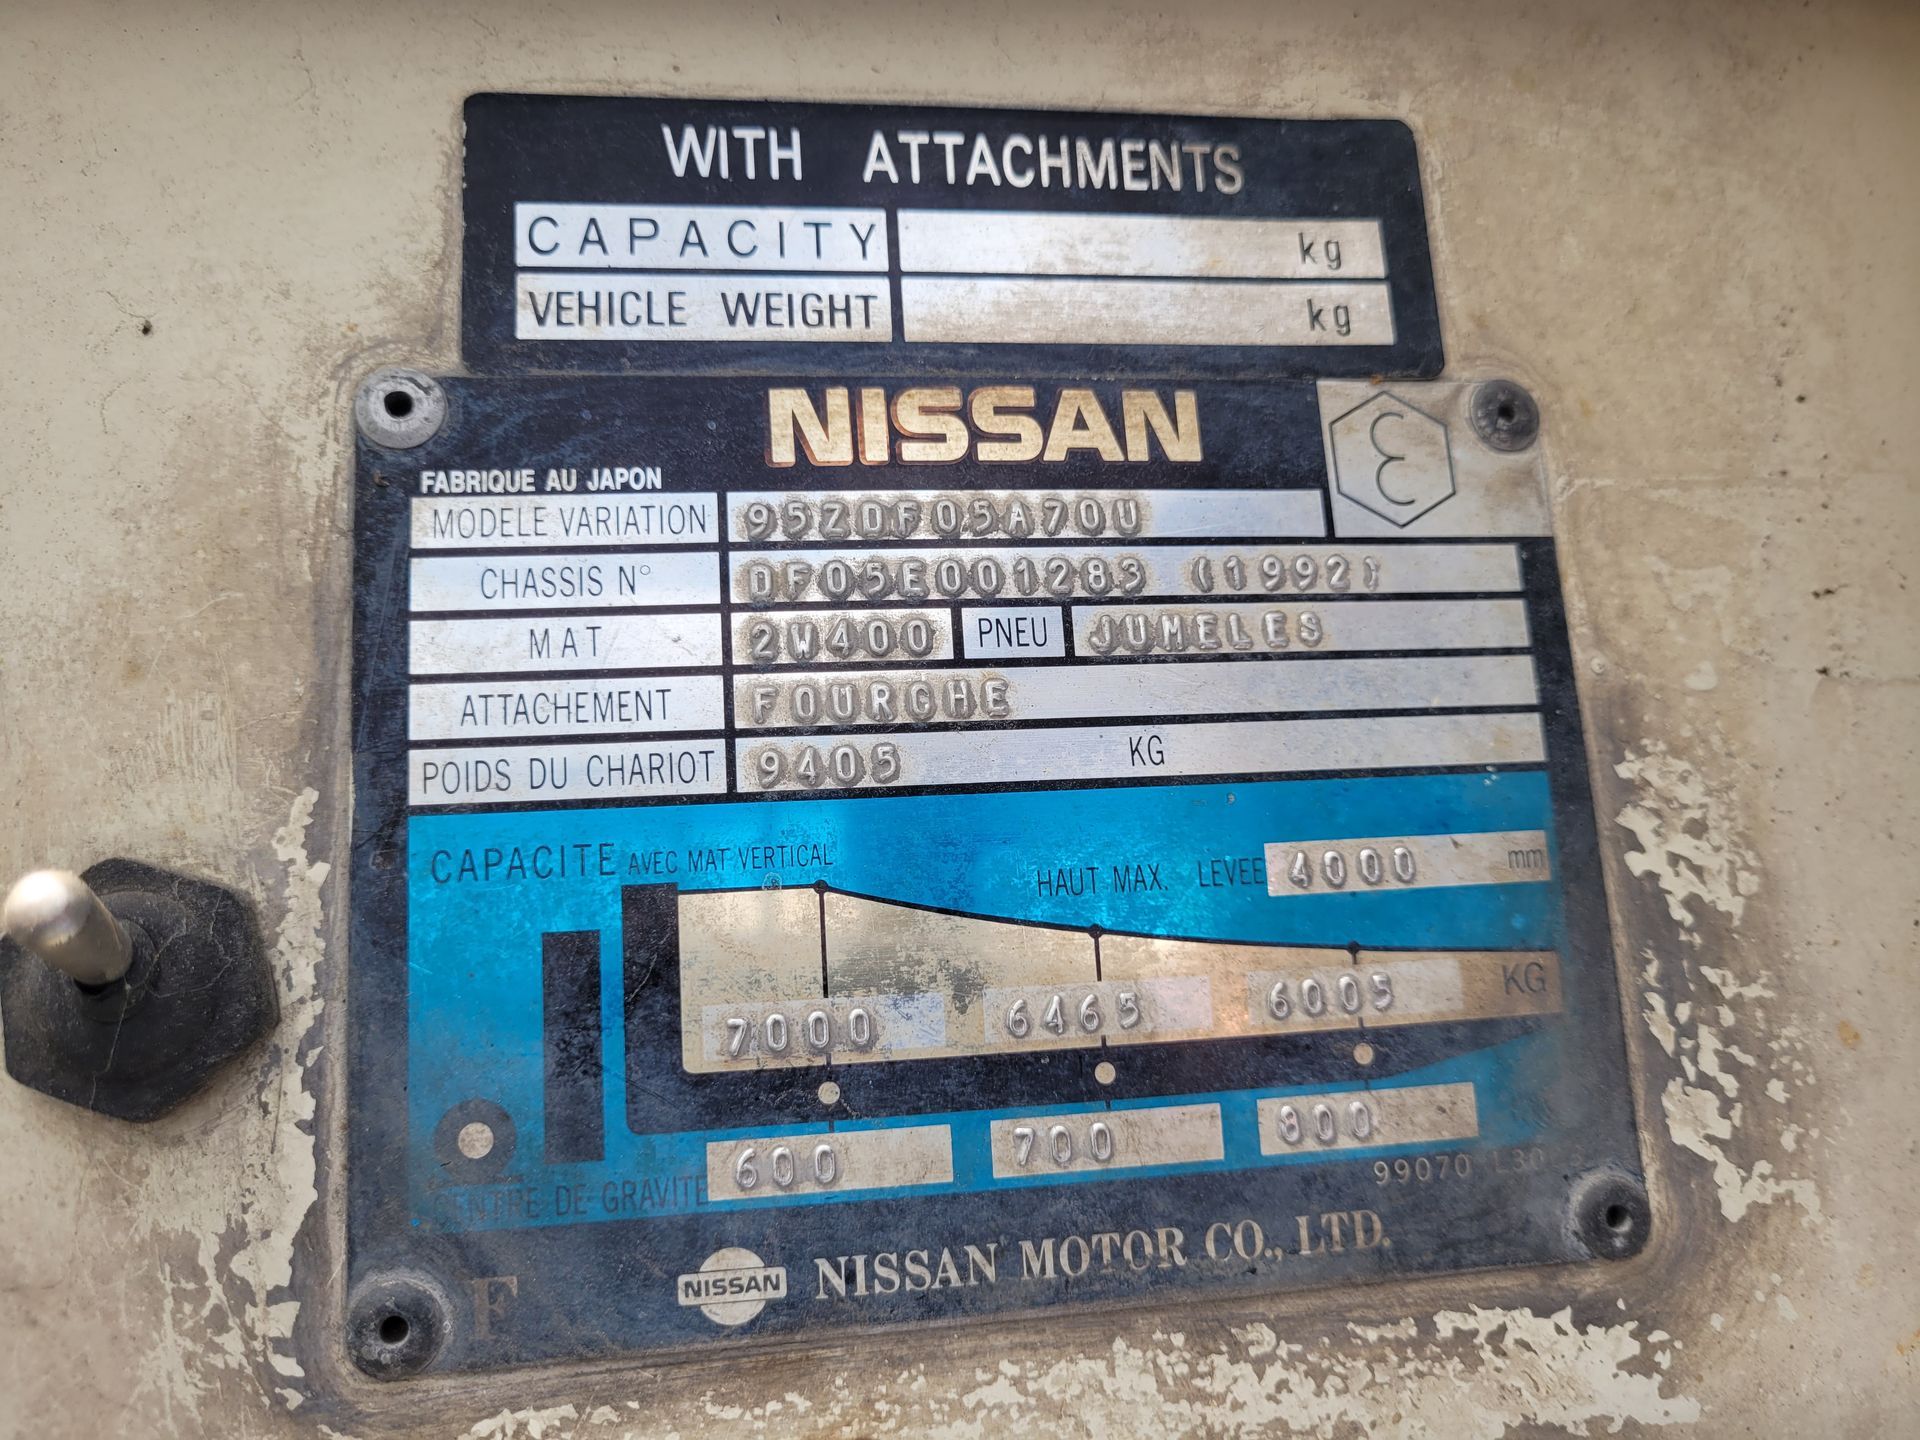 WITH ATTACHMENTS
CAPACITY kg
VEHICLE WEIGHT kg
NISSAN
FABRIQUE AU JAPON
MODELE VARIATION 95ZDF05A70U
CHASSIS N° DF05E001283 (1992)
MAT 2W400 PNEU JUMELES
ATTACHEMENT FOURCHE
POIDS DU CHARIOT 9405 KG
CAPACITE AVEC MAT VERTICAL
HAUT MAX. LEVEE 4000 mm
7000 6465 6005 KG
600 700 800
CENTRE DE GRAVITE
99070
F NISSAN NISSAN MOTOR CO., LTD.